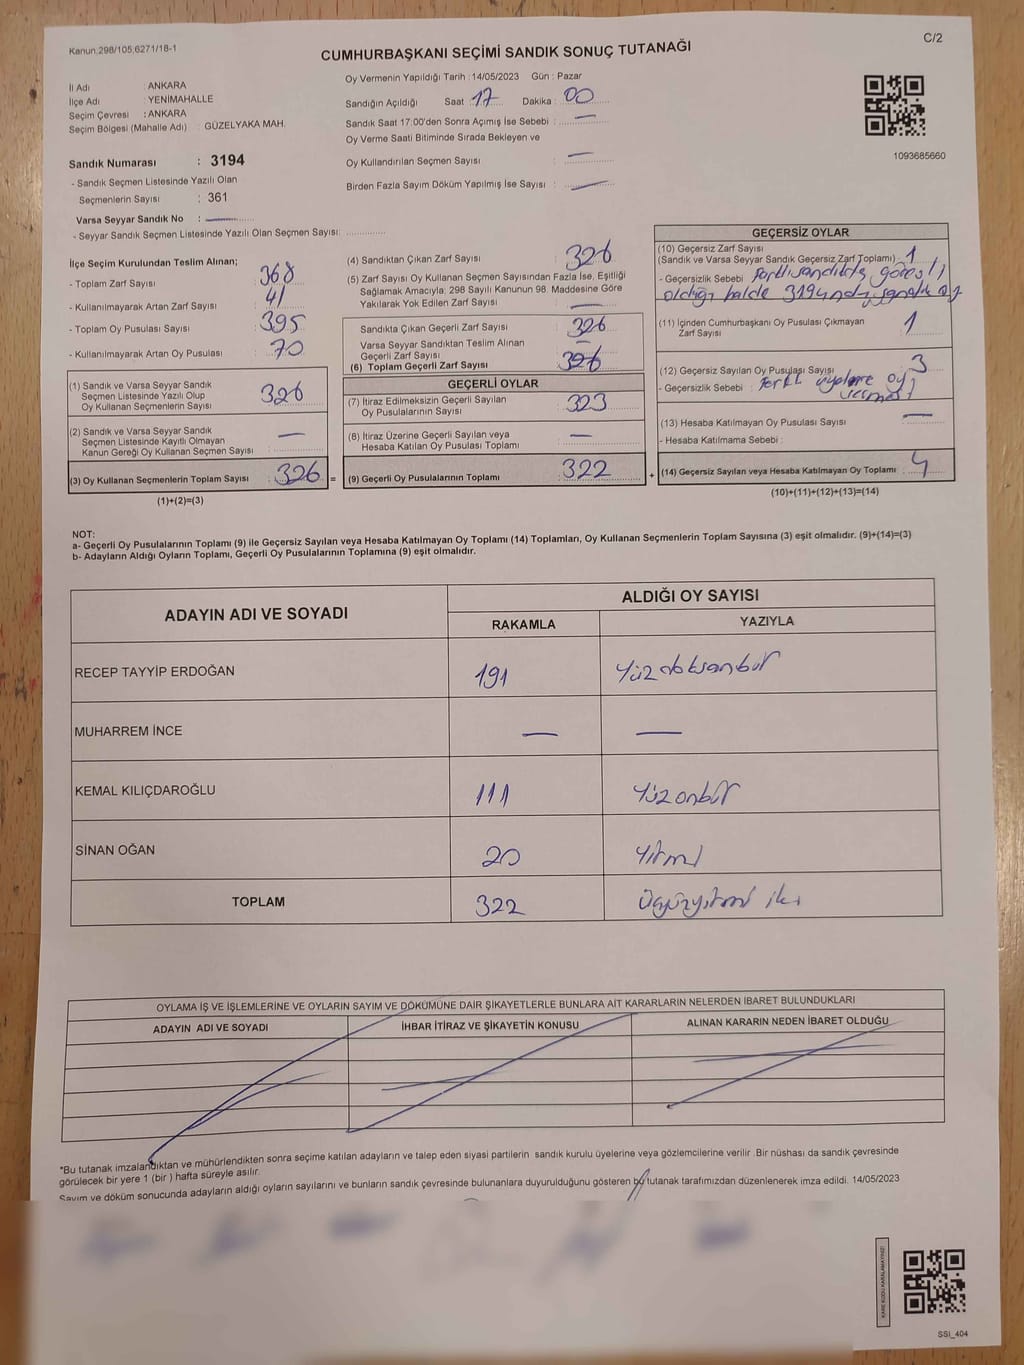 Kanun:298/105,6271/18-1
C/2
CUMHURBAŞKANI SEÇİMİ SANDIK SONUÇ TUTANAĞI
İl Adı : ANKARA
İlçe Adı : YENİMAHALLE
Seçim Çevresi : ANKARA
Seçim Bölgesi (Mahalle Adı) : GÜZELYAKA MAH.
Sandık Numarası : 3194
- Sandık Seçmen Listesinde Yazılı Olan
Seçmenlerin Sayısı : 361
Varsa Seyyar Sandık No : —
- Seyyar Sandık Seçmen Listesinde Yazılı Olan Seçmen Sayısı:
Oy Vermenin Yapıldığı Tarih : 14/05/2023 Gün : Pazar
Sandığın Açıldığı Saat : 17 Dakika : 00
Sandık Saat 17:00'den Sonra Açımış İse Sebebi : —
Oy Verme Saati Bitiminde Sırada Bekleyen ve
Oy Kullandırılan Seçmen Sayısı : —
Birden Fazla Sayım Döküm Yapılmış İse Sayısı : —
1093685660
İlçe Seçim Kurulundan Teslim Alınan;
- Toplam Zarf Sayısı : 368
- Kullanılmayarak Artan Zarf Sayısı : 41
- Toplam Oy Pusulası Sayısı : 395
- Kullanılmayarak Artan Oy Pusulası : 70
(1) Sandık ve Varsa Seyyar Sandık
Seçmen Listesinde Yazılı Olup
Oy Kullanan Seçmenlerin Sayısı : 326
(2) Sandık ve Varsa Seyyar Sandık
Seçmen Listesinde Kayıtlı Olmayan
Kanun Gereği Oy Kullanan Seçmen Sayısı : —
(3) Oy Kullanan Seçmenlerin Toplam Sayısı : 326 =
(1)+(2)=(3)
(4) Sandıktan Çıkan Zarf Sayısı : 326
(5) Zarf Sayısı Oy Kullanan Seçmen Sayısından Fazla İse, Eşitliği
Sağlamak Amacıyla; 298 Sayılı Kanunun 98. Maddesine Göre
Yakılarak Yok Edilen Zarf Sayısı : —
Sandıkta Çıkan Geçerli Zarf Sayısı : 326
Varsa Seyyar Sandıktan Teslim Alınan
Geçerli Zarf Sayısı : —
(6) Toplam Geçerli Zarf Sayısı : 326
GEÇERLİ OYLAR
(7) İtiraz Edilmeksizin Geçerli Sayılan
Oy Pusulalarının Sayısı : 323
(8) İtiraz Üzerine Geçerli Sayılan veya
Hesaba Katılan Oy Pusulası Toplamı : —
(9) Geçerli Oy Pusulalarının Toplamı : 322 +
GEÇERSİZ OYLAR
(10) Geçersiz Zarf Sayısı
(Sandık ve Varsa Seyyar Sandık Geçersiz Zarf Toplamı) : 1
- Geçersizlik Sebebi : farklı sandıkta görevli
olduğu halde 3194
(11) İçinden Cumhurbaşkanı Oy Pusulası Çıkmayan
Zarf Sayısı : 1
(12) Geçersiz Sayılan Oy Pusulası Sayısı : 3
- Geçersizlik Sebebi : Farklı oy
(13) Hesaba Katılmayan Oy Pusulası Sayısı : —
- Hesaba Katılmama Sebebi :
(14) Geçersiz Sayılan veya Hesaba Katılmayan Oy Toplamı : 4
(10)+(11)+(12)+(13)=(14)
NOT:
a- Geçerli Oy Pusulalarının Toplamı (9) ile Geçersiz Sayılan veya Hesaba Katılmayan Oy Toplamı (14) Toplamları, Oy Kullanan Seçmenlerin Toplam Sayısına (3) eşit olmalıdır. (9)+(14)=(3)
b- Adayların Aldığı Oyların Toplamı, Geçerli Oy Pusulalarının Toplamına (9) eşit olmalıdır.
ADAYIN ADI VE SOYADI
ALDIĞI OY SAYISI
RAKAMLA YAZIYLA
RECEP TAYYİP ERDOĞAN 191 Yüzdoksanbir
MUHARREM İNCE — —
KEMAL KILIÇDAROĞLU 111 Yüzonbir
SİNAN OĞAN 20 Yirmi
TOPLAM 322 Üçyüzyirmi iki
OYLAMA İŞ VE İŞLEMLERİNE VE OYLARIN SAYIM VE DÖKÜMÜNE DAİR ŞİKAYETLERLE BUNLARA AİT KARARLARIN NELERDEN İBARET BULUNDUKLARI
ADAYIN ADI VE SOYADI İHBAR İTİRAZ VE ŞİKAYETİN KONUSU ALINAN KARARIN NEDEN İBARET OLDUĞU
*Bu tutanak imzalandıktan ve mühürlendikten sonra seçime katılan adayların ve talep eden siyasi partilerin sandık kurulu üyelerine veya gözlemcilerine verilir .Bir nüshası da sandık çevresinde
görülecek bir yere 1 (bir ) hafta süreyle asılır.
Sayım ve döküm sonucunda adayların aldığı oyların sayılarını ve bunların sandık çevresinde bulunanlara duyurulduğunu gösteren bu tutanak tarafımızdan düzenlenerek imza edildi. 14/05/2023
SSI_404